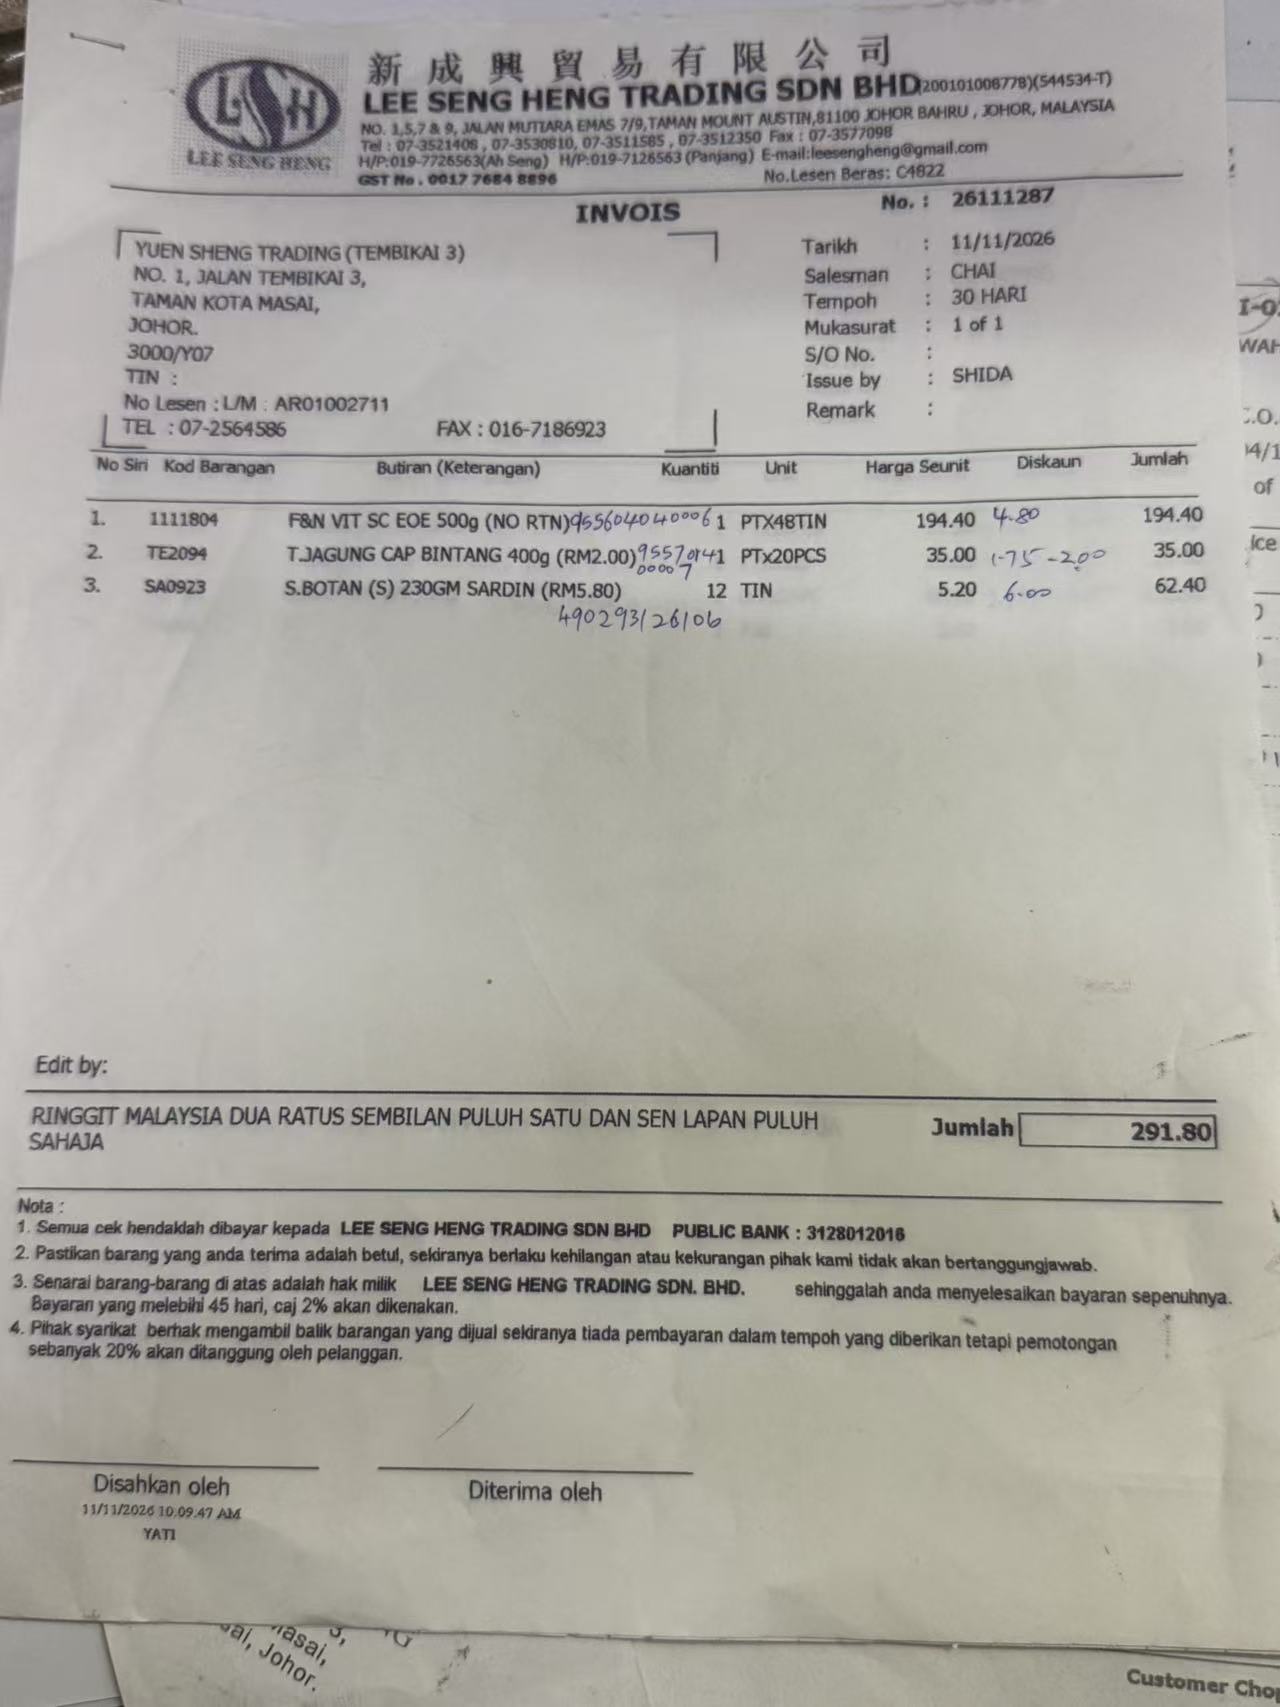 新成興貿易有限公司
LEE SENG HENG TRADING SDN BHD(200101008778)(544534-T)
NO. 1,5,7 & 9, JALAN MUTIARA EMAS 7/9,TAMAN MOUNT AUSTIN,81100 JOHOR BAHRU , JOHOR, MALAYSIA
Tel : 07-3521408 , 07-3530810, 07-3511585 , 07-3512350 Fax : 07-3577098
H/P:019-7726563(Ah Seng) H/P:019-7126563 (Panjang) E-mail:leesengheng@gmail.com
GST No . 0017 7684 8896 No.Lesen Beras: C4822
LSH
LEE SENG HENG
INVOIS
No. : 26111287
YUEN SHENG TRADING (TEMBIKAI 3)
NO. 1, JALAN TEMBIKAI 3,
TAMAN KOTA MASAI,
JOHOR.
3000/Y07
TIN :
No Lesen : L/M : AR01002711
TEL : 07-2564586 FAX : 016-7186923
Tarikh : 11/11/2026
Salesman : CHAI
Tempoh : 30 HARI
Mukasurat : 1 of 1
S/O No. :
Issue by : SHIDA
Remark :
No Siri Kod Barangan Butiran (Keterangan) Kuantiti Unit Harga Seunit Diskaun Jumlah
1. 1111804 F&N VIT SC EOE 500g (NO RTN) 9556040400061 1 PTX48TIN 194.40 4.80 194.40
2. TE2094 T.JAGUNG CAP BINTANG 400g (RM2.00) 9557014 1 PTx20PCS 35.00 1.75 - 2.00 35.00
00007
3. SA0923 S.BOTAN (S) 230GM SARDIN (RM5.80) 12 TIN 5.20 6.00 62.40
490293126106
Edit by:
RINGGIT MALAYSIA DUA RATUS SEMBILAN PULUH SATU DAN SEN LAPAN PULUH
SAHAJA
Jumlah 291.80
Nota :
1. Semua cek hendaklah dibayar kepada LEE SENG HENG TRADING SDN BHD PUBLIC BANK : 3128012016
2. Pastikan barang yang anda terima adalah betul, sekiranya berlaku kehilangan atau kekurangan pihak kami tidak akan bertanggungjawab.
3. Senarai barang-barang di atas adalah hak milik LEE SENG HENG TRADING SDN. BHD. sehinggalah anda menyelesaikan bayaran sepenuhnya.
Bayaran yang melebihi 45 hari, caj 2% akan dikenakan.
4. Pihak syarikat berhak mengambil balik barangan yang dijual sekiranya tiada pembayaran dalam tempoh yang diberikan tetapi pemotongan
sebanyak 20% akan ditanggung oleh pelanggan.
Disahkan oleh
11/11/2026 10:09:47 AM
YATI
Diterima oleh
Johor.
Customer